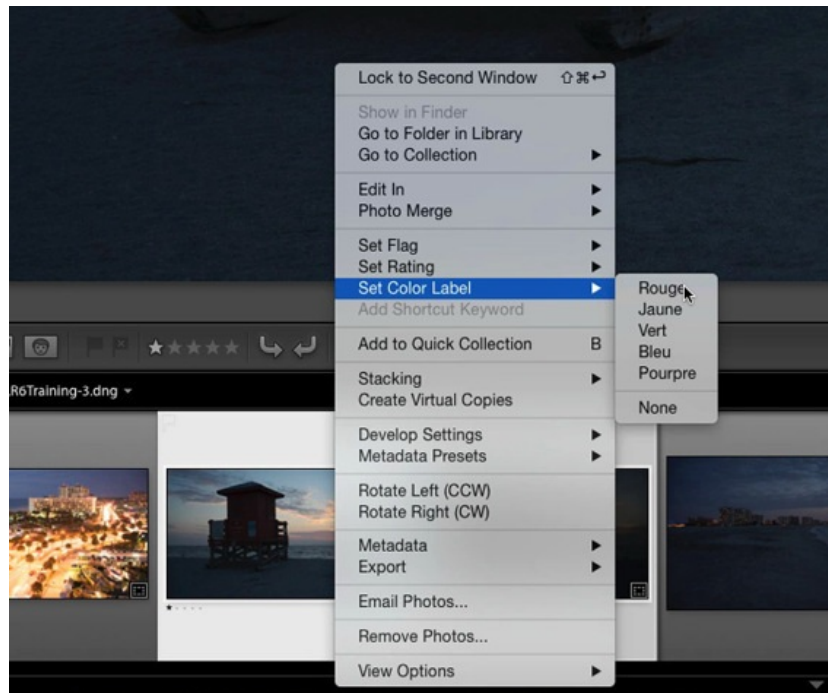 Lock to Second Window ⇧⌘↩
Show in Finder
Go to Folder in Library
Go to Collection
Edit In
Photo Merge
Set Flag
Set Rating
Set Color Label
Add Shortcut Keyword
Add to Quick Collection B
Stacking
Create Virtual Copies
Develop Settings
Metadata Presets
Rotate Left (CCW)
Rotate Right (CW)
Metadata
Export
Email Photos...
Remove Photos...
View Options
Rouge
Jaune
Vert
Bleu
Pourpre
None
R6Training-3.dng